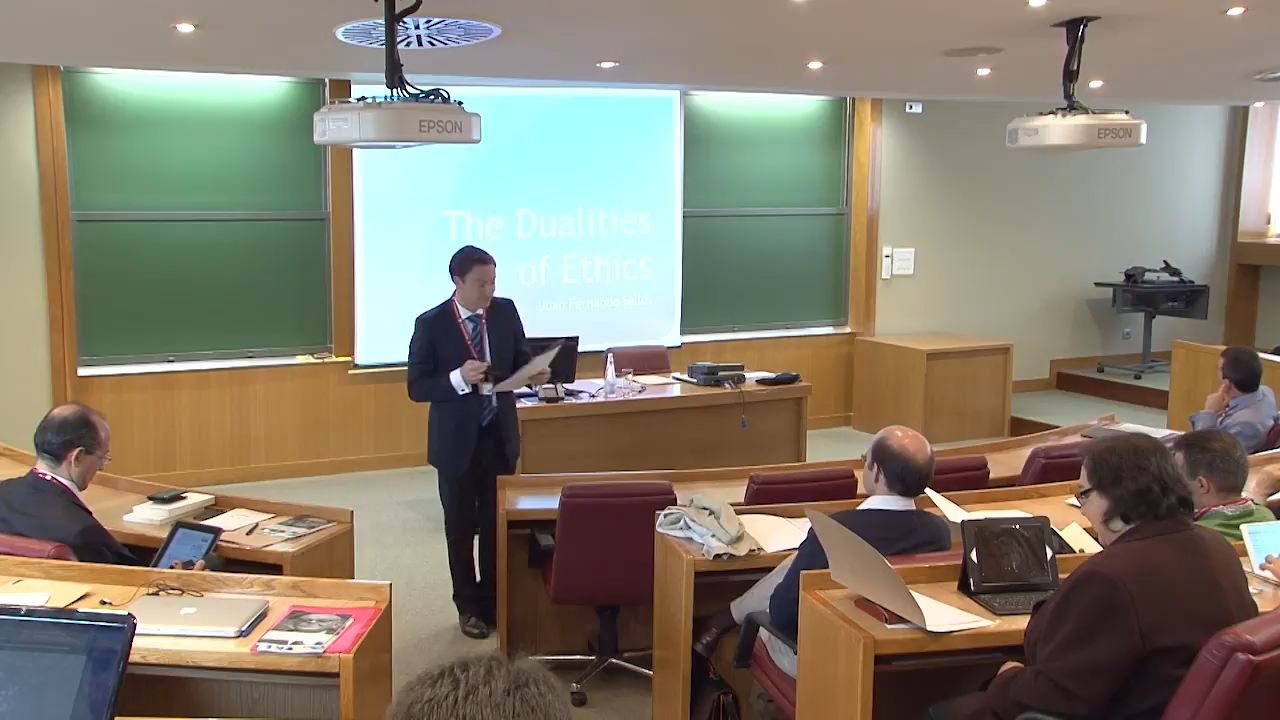 EPSON
EPSON
The Dualities
of Ethics
Juan Fernando Sellés